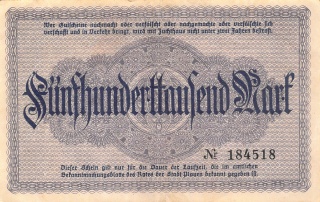 Wer Gutscheine nachmacht oder verfälscht oder nachgemachte oder verfälschte sich
verschafft und in Verkehr bringt, wird mit Zuchthaus nicht unter zwei Jahren bestraft.
Fünfhunderttausend Mark
№ 184518
Dieser Schein gilt nur für die Dauer der Laufzeit, die im amtlichen
Bekanntmachungsblatte des Rates der Stadt Plauen bekannt gegeben ist.